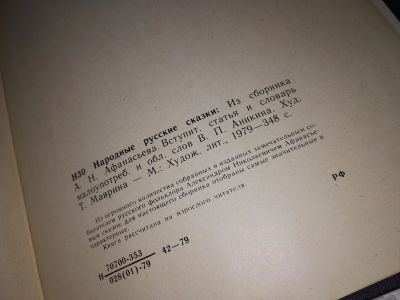 Н30 Народные русские сказки: Из сборника
А. Н. Афанасьева. Вступит. статья и словарь
малоупотреб. и обл. слов В. П. Аникина. Худ.
Т. Маврина — М.: Худож. лит., 1979—348 с.
Из огромного количества собранных и изданных замечательным со-
бирателем русского фольклора Александром Николаевичем Афанасье-
вым сказок для настоящего сборника отобраны самые значительные и
характерные.
Книга рассчитана на взрослого читателя
Н 70700-353
028(01)-79 42—79
РФ